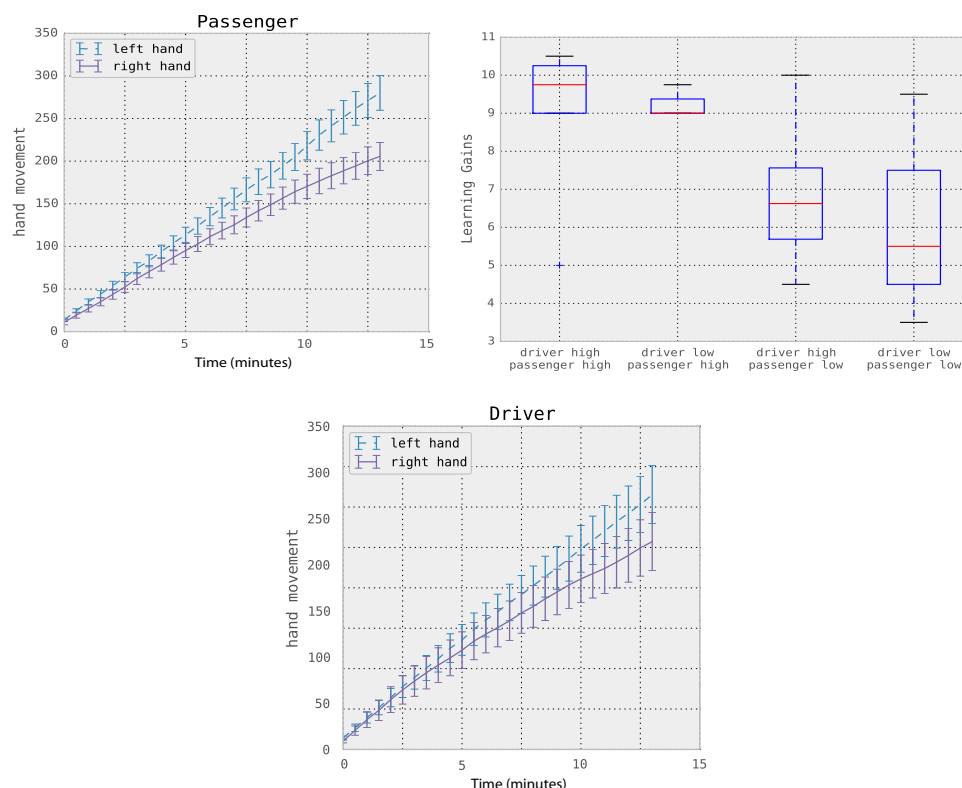 Passenger
350
300
250
200
150
100
50
0
hand movement
left hand
right hand
0
5
10
15
Time (minutes)
11
10
9
8
7
6
5
4
3
Learning Gains
driver high
passenger high
driver low
passenger high
driver high
passenger low
driver low
passenger low
Driver
350
300
250
200
150
100
50
0
hand movement
left hand
right hand
0
5
10
15
Time (minutes)